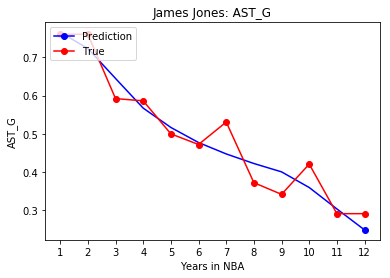 James Jones: AST_G
Prediction
True
0.7
0.6
0.5
0.4
0.3
AST_G
1 2 3 4 5 6 7 8 9 10 11 12
Years in NBA